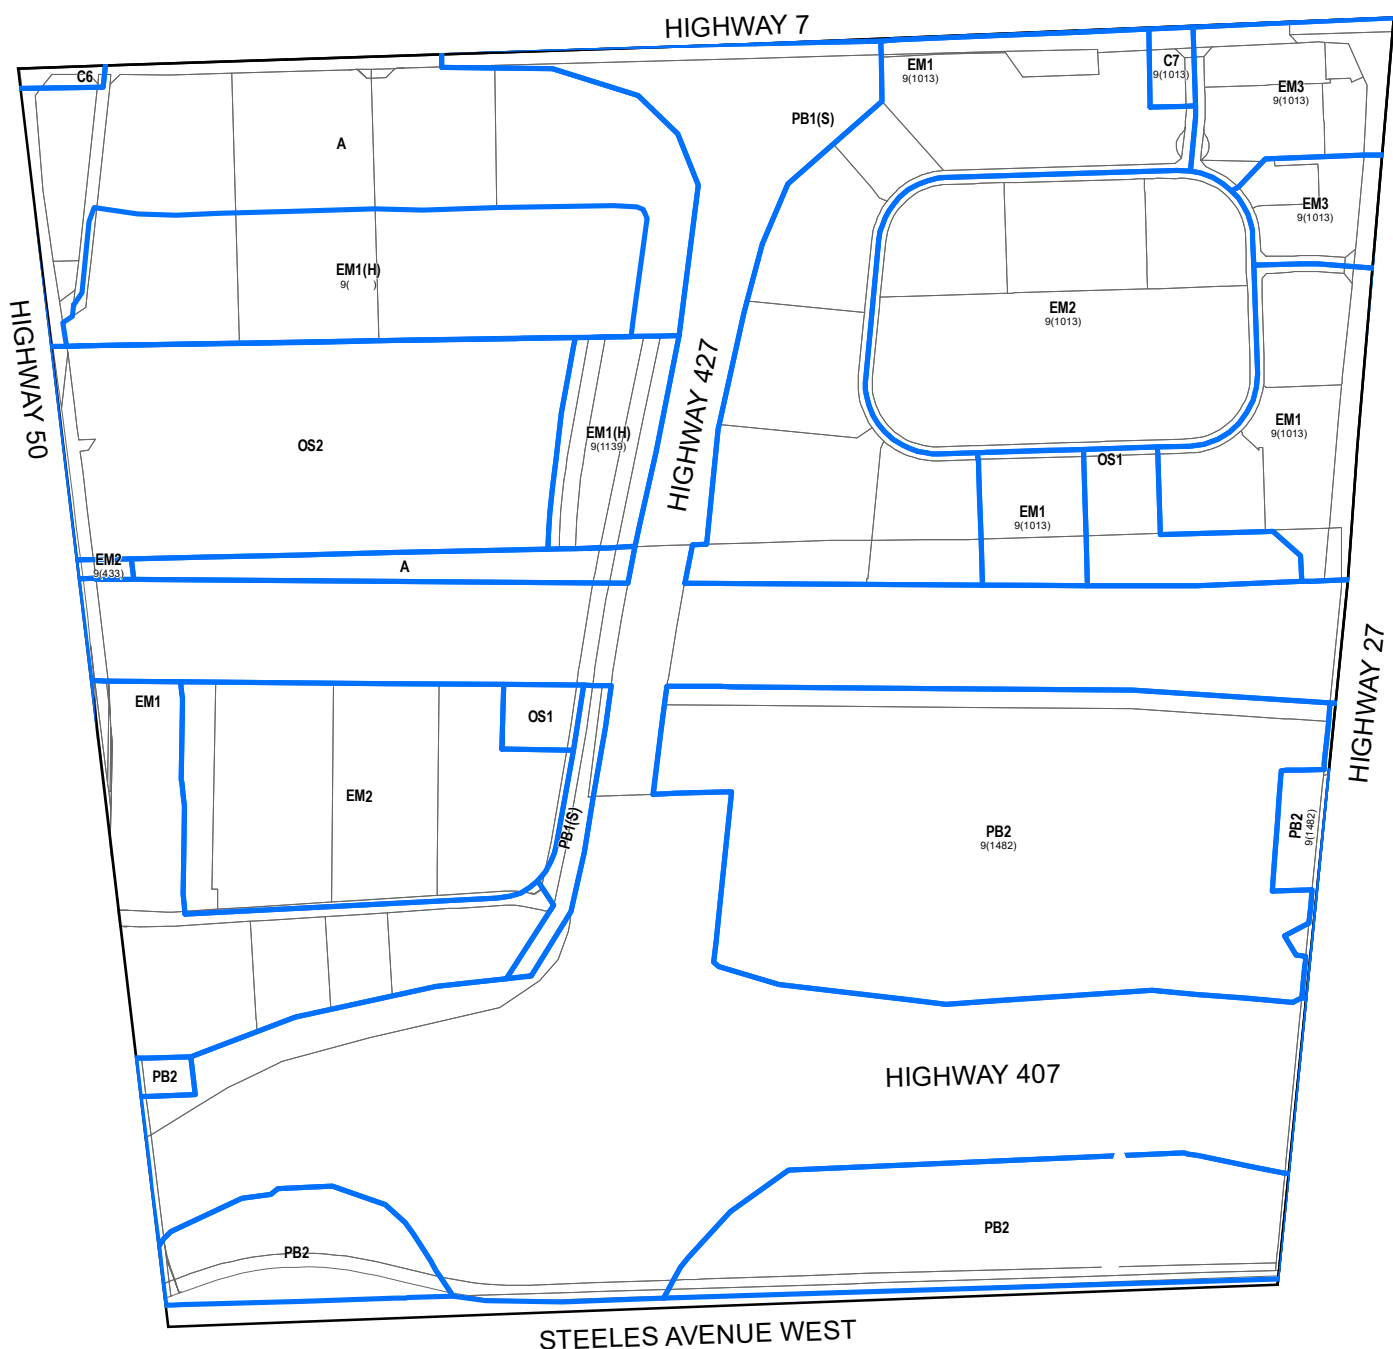 HIGHWAY 7
C6
EM1
9(1013)
C7
9(1013)
EM3
9(1013)
PB1(S)
A
EM3
9(1013)
EM1(H)
9( )
EM2
9(1013)
HIGHWAY 50
HIGHWAY 427
OS2
EM1(H)
9(1139)
EM1
9(1013)
OS1
EM1
9(1013)
EM2
9(433)
A
HIGHWAY 27
EM1
OS1
EM2
PB1(S)
PB2
9(1482)
PB2
9(1482)
PB2
HIGHWAY 407
PB2
PB2
STEELES AVENUE WEST